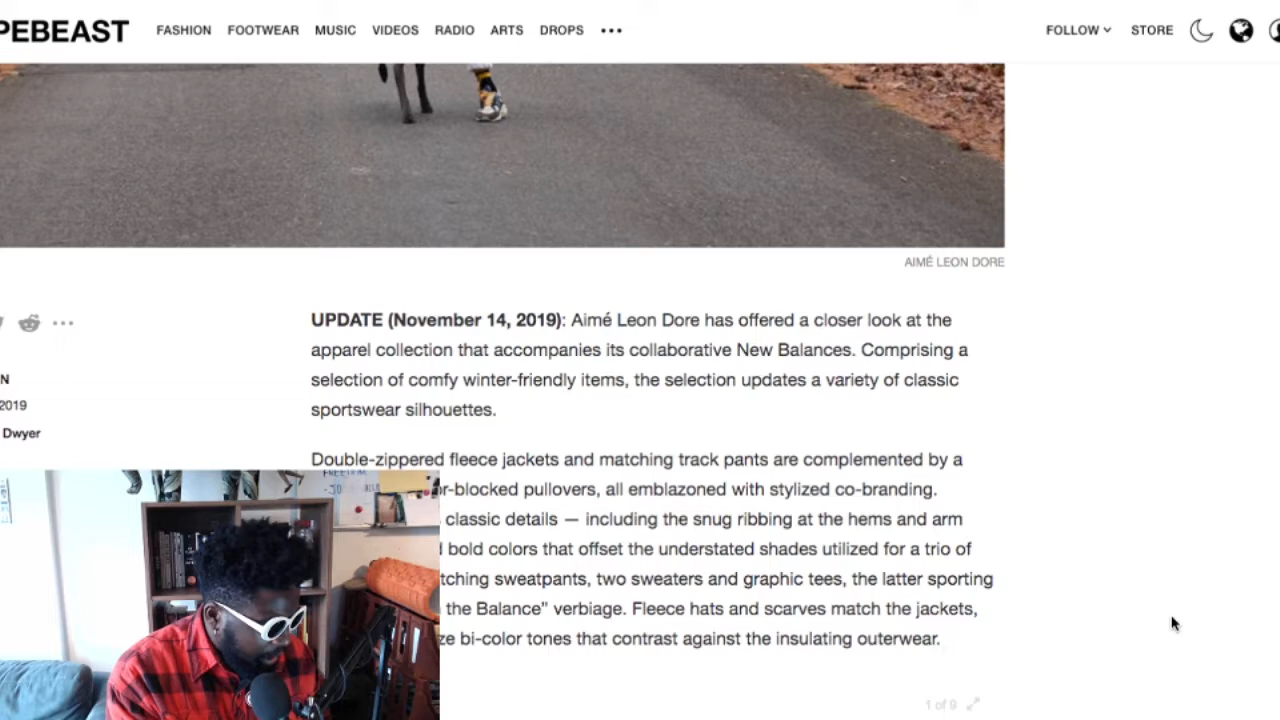 PEBEAST FASHION FOOTWEAR MUSIC VIDEOS RADIO ARTS DROPS ••• FOLLOW STORE
AIMÉ LEON DORE
UPDATE (November 14, 2019): Aimé Leon Dore has offered a closer look at the
apparel collection that accompanies its collaborative New Balances. Comprising a
selection of comfy winter-friendly items, the selection updates a variety of classic
sportswear silhouettes.
N
2019
Dwyer
Double-zippered fleece jackets and matching track pants are complemented by a
r-blocked pullovers, all emblazoned with stylized co-branding.
classic details — including the snug ribbing at the hems and arm
bold colors that offset the understated shades utilized for a trio of
tching sweatpants, two sweaters and graphic tees, the latter sporting
the Balance” verbiage. Fleece hats and scarves match the jackets,
ze bi-color tones that contrast against the insulating outerwear.
1 of 9